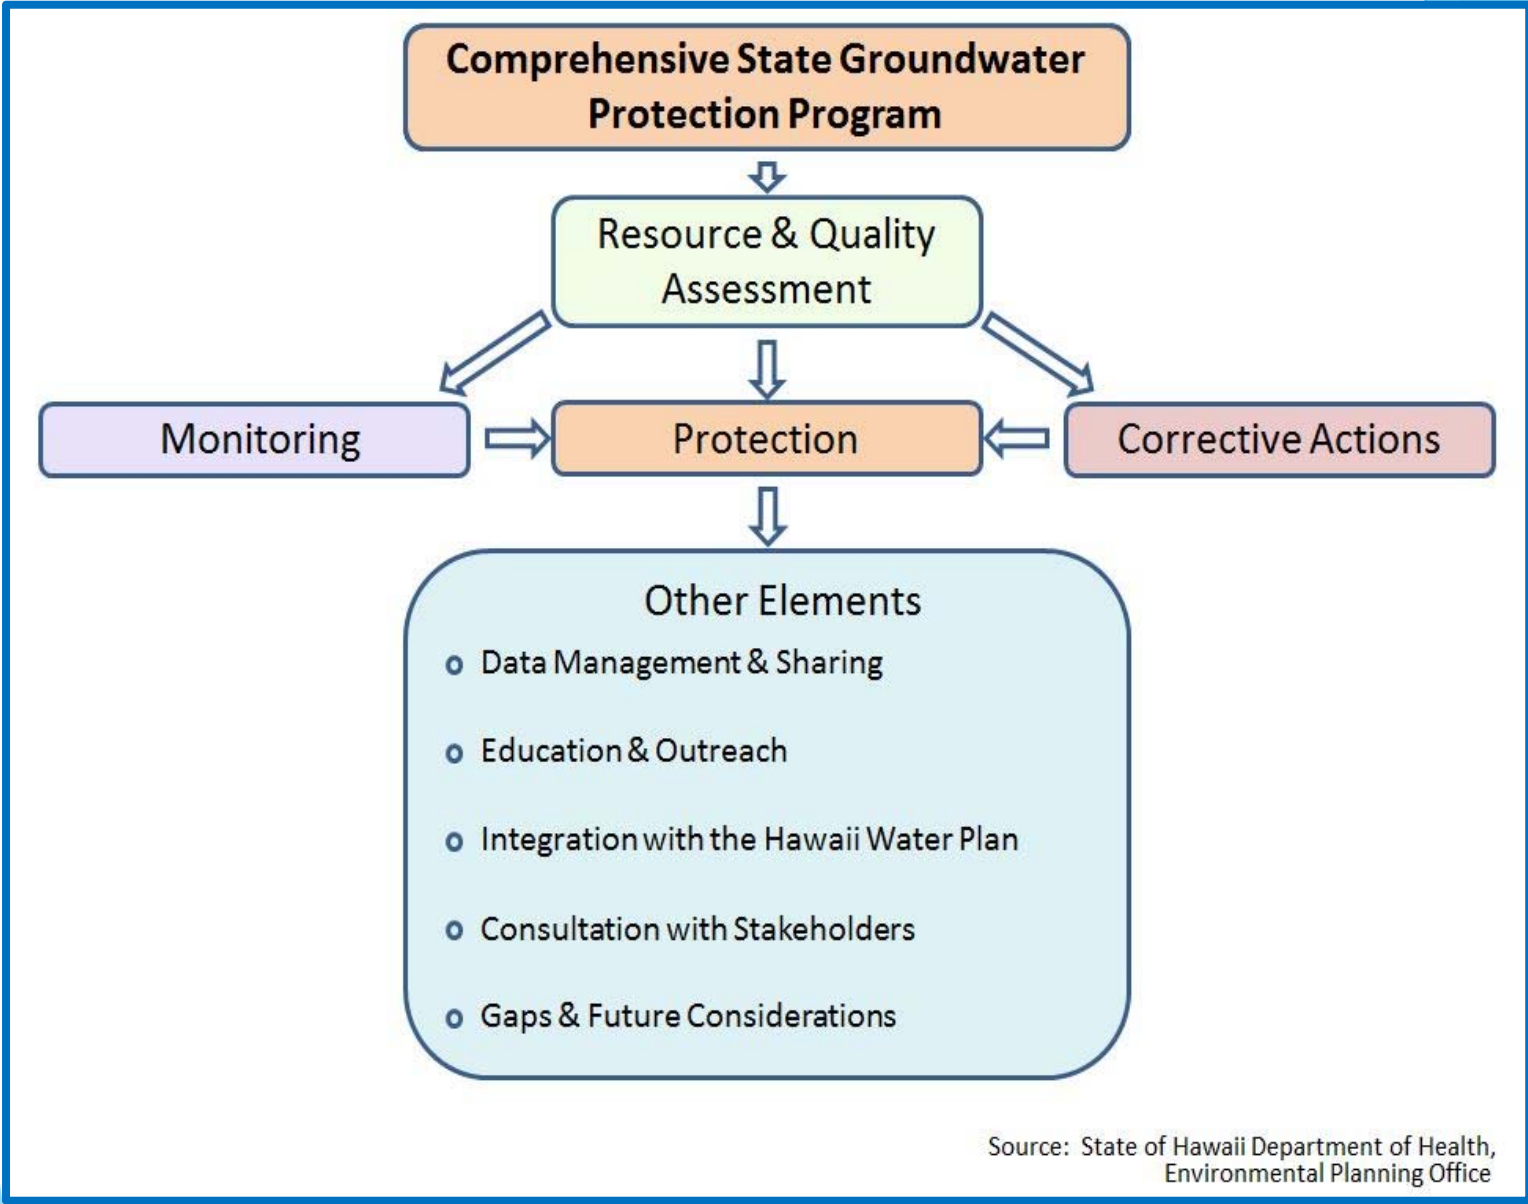 Comprehensive State Groundwater
Protection Program
Resource & Quality
Assessment
Monitoring
Protection
Corrective Actions
Other Elements
Data Management & Sharing
Education & Outreach
Integration with the Hawaii Water Plan
Consultation with Stakeholders
Gaps & Future Considerations
Source: State of Hawaii Department of Health,
Environmental Planning Office